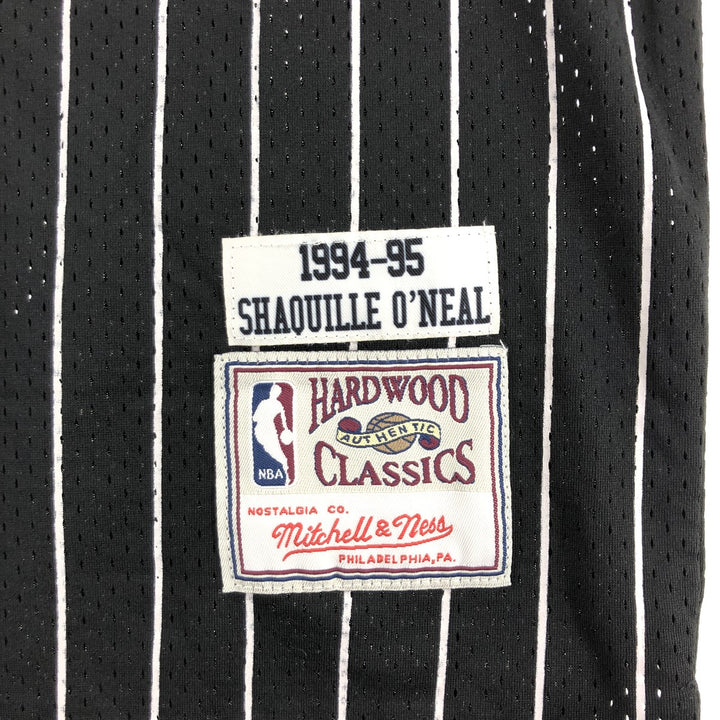 1994-95
SHAQUILLE O'NEAL
HARDWOOD
AUTHENTIC
CLASSICS
NBA
NOSTALGIA CO.
Mitchell & Ness
PHILADELPHIA, PA.